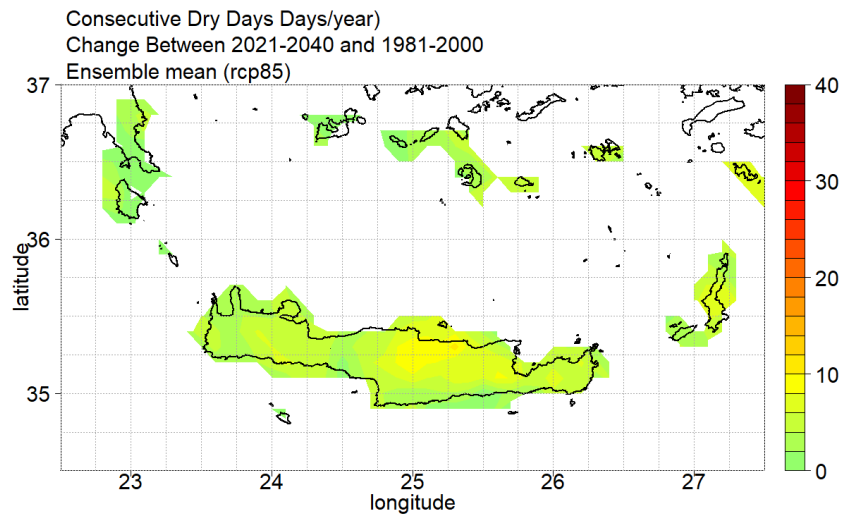 Consecutive Dry Days Days/year)
Change Between 2021-2040 and 1981-2000
Ensemble mean (rcp85)
37
36
35
latitude
23
24
25
26
27
longitude
40
30
20
10
0